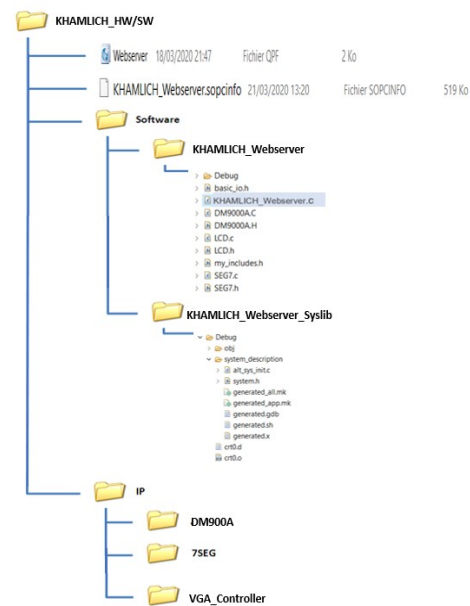 KHAMLICH_HW/SW
Webserver 18/03/2020 21:47 Fichier QPF 2 Ko
KHAMLICH_Webserver.sopcinfo 21/03/2020 13:20 Fichier SOPCINFO 519 Ko
Software
KHAMLICH_Webserver
Debug
basic_io.h
KHAMLICH_Webserver.C
DM9000A.C
DM9000A.H
LCD.c
LCD.h
my_includes.h
SEG7.c
SEG7.h
KHAMLICH_Webserver_Syslib
Debug
obj
system_description
alt_sys_init.c
system.h
generated_all.mk
generated_app.mk
generated.gdb
generated.sh
generated.x
crt0.d
crt0.o
IP
DM900A
7SEG
VGA_Controller